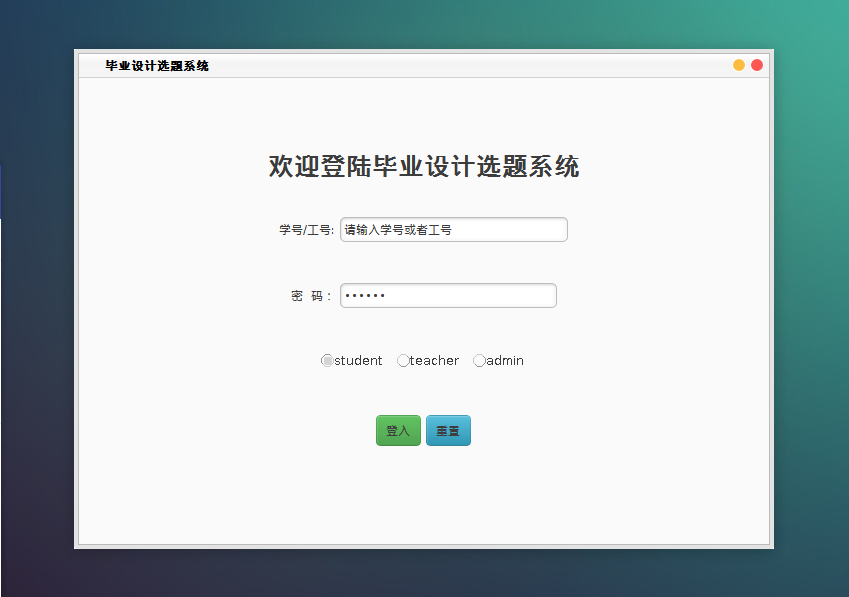 毕业设计选题系统
欢迎登陆毕业设计选题系统
学号/工号: 请输入学号或者工号
密 码 : ••••••
student teacher admin
登入 重置